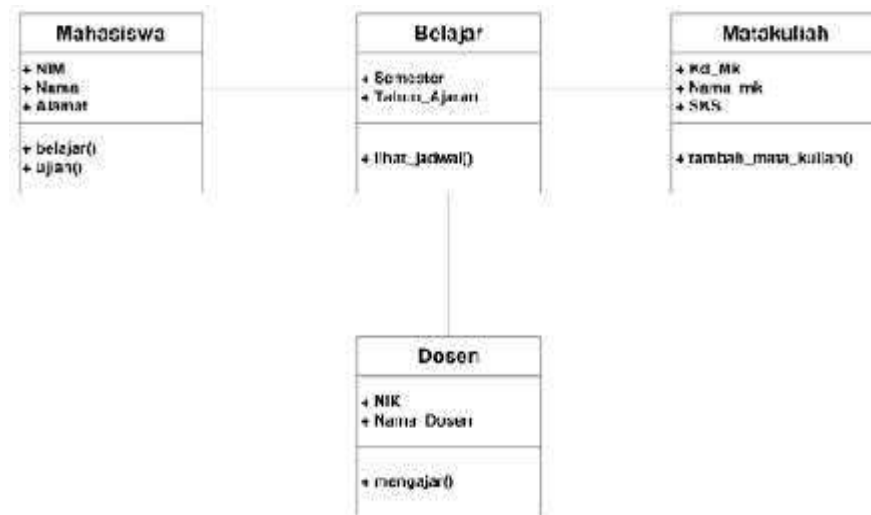 Mahasiswa
+ NIM
+ Nama
+ Alamat
+ belajar()
+ ujian()
Belajar
+ Semester
+ Tahun_Ajaran
+ lihat_jadwal()
Matakuliah
+ Kd_Mk
+ Nama_mk
+ SKS
+ tambah_mata_kuliah()
Dosen
+ NIK
+ Nama_Dosen
+ mengajar()